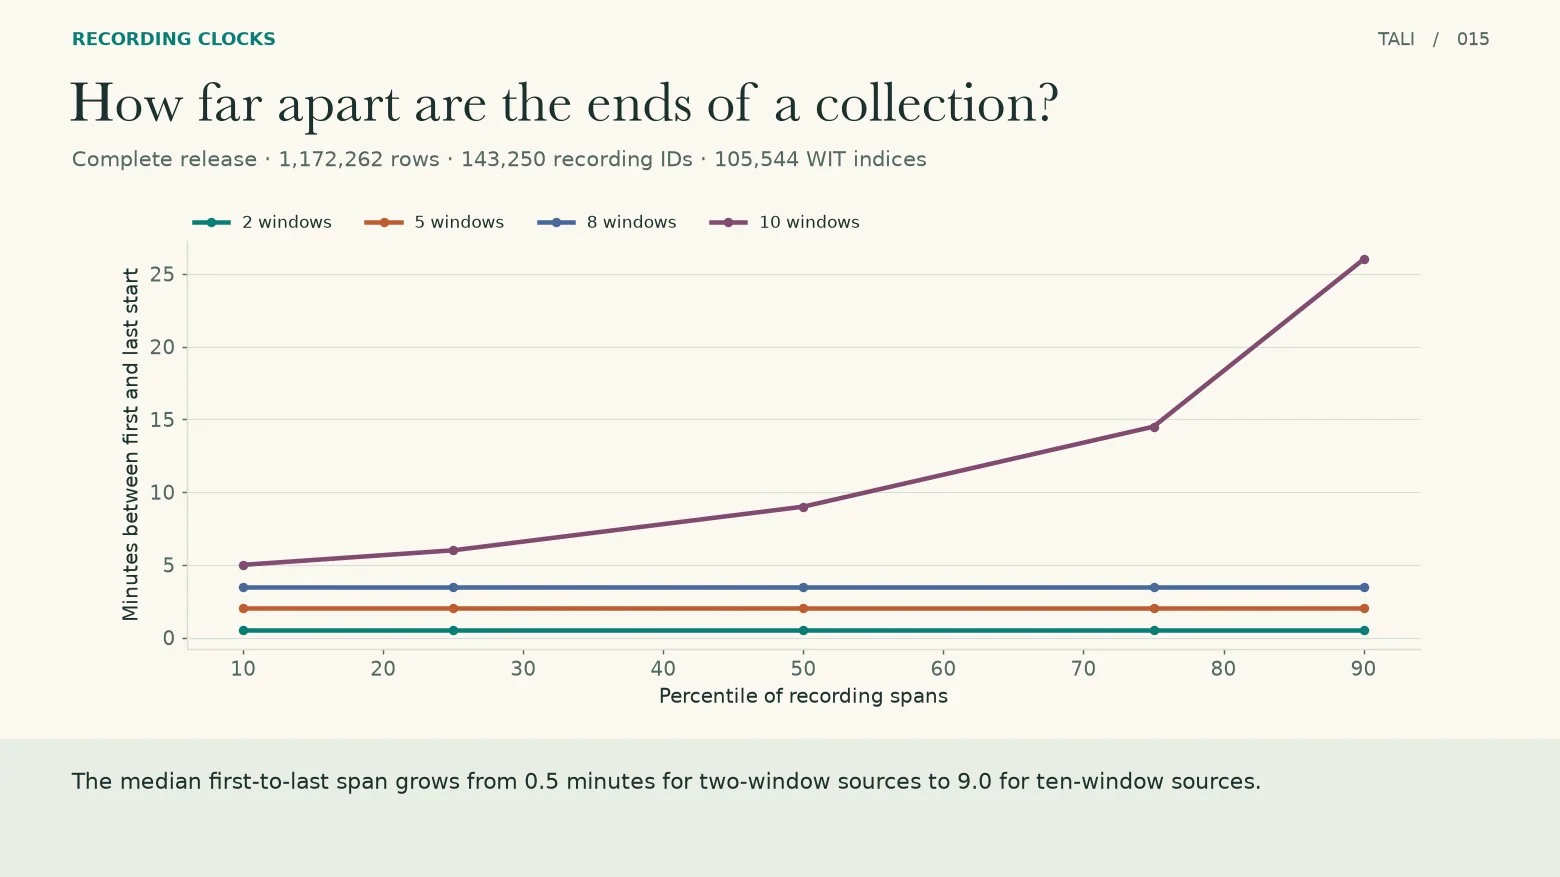 RECORDING CLOCKS
TALI / 015
How far apart are the ends of a collection?
Complete release · 1,172,262 rows · 143,250 recording IDs · 105,544 WIT indices
2 windows
5 windows
8 windows
10 windows
Minutes between first and last start
25
20
15
10
5
0
10
20
30
40
50
60
70
80
90
Percentile of recording spans
The median first-to-last span grows from 0.5 minutes for two-window sources to 9.0 for ten-window sources.